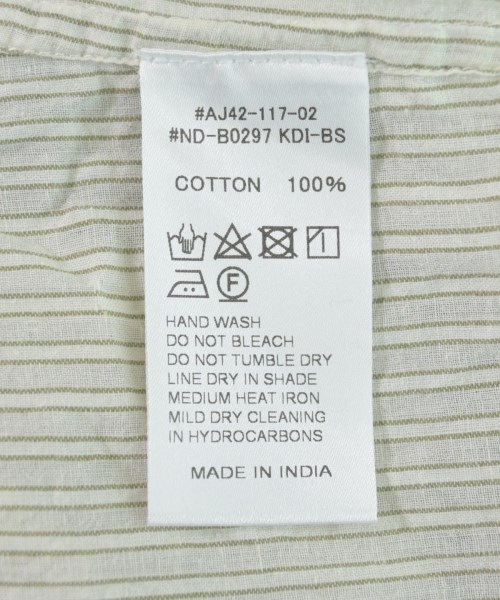 #AJ42-117-02
#ND-B0297 KDI-BS
COTTON 100%
F
HAND WASH
DO NOT BLEACH
DO NOT TUMBLE DRY
LINE DRY IN SHADE
MEDIUM HEAT IRON
MILD DRY CLEANING
IN HYDROCARBONS
MADE IN INDIA